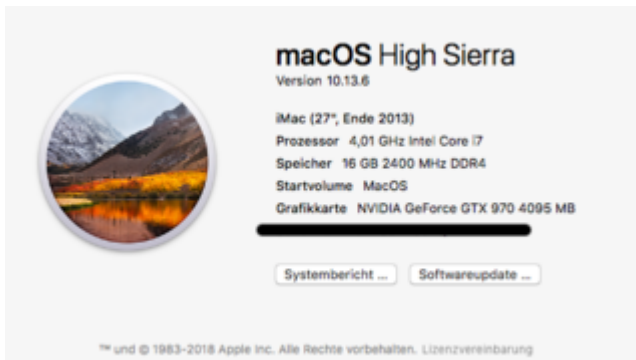 macOS High Sierra
Version 10.13.6
iMac (27", Ende 2013)
Prozessor 4,01 GHz Intel Core i7
Speicher 16 GB 2400 MHz DDR4
Startvolume MacOS
Grafikkarte NVIDIA GeForce GTX 970 4095 MB
Systembericht ... Softwareupdate ...
™ und © 1983-2018 Apple Inc. Alle Rechte vorbehalten. Lizenzvereinbarung